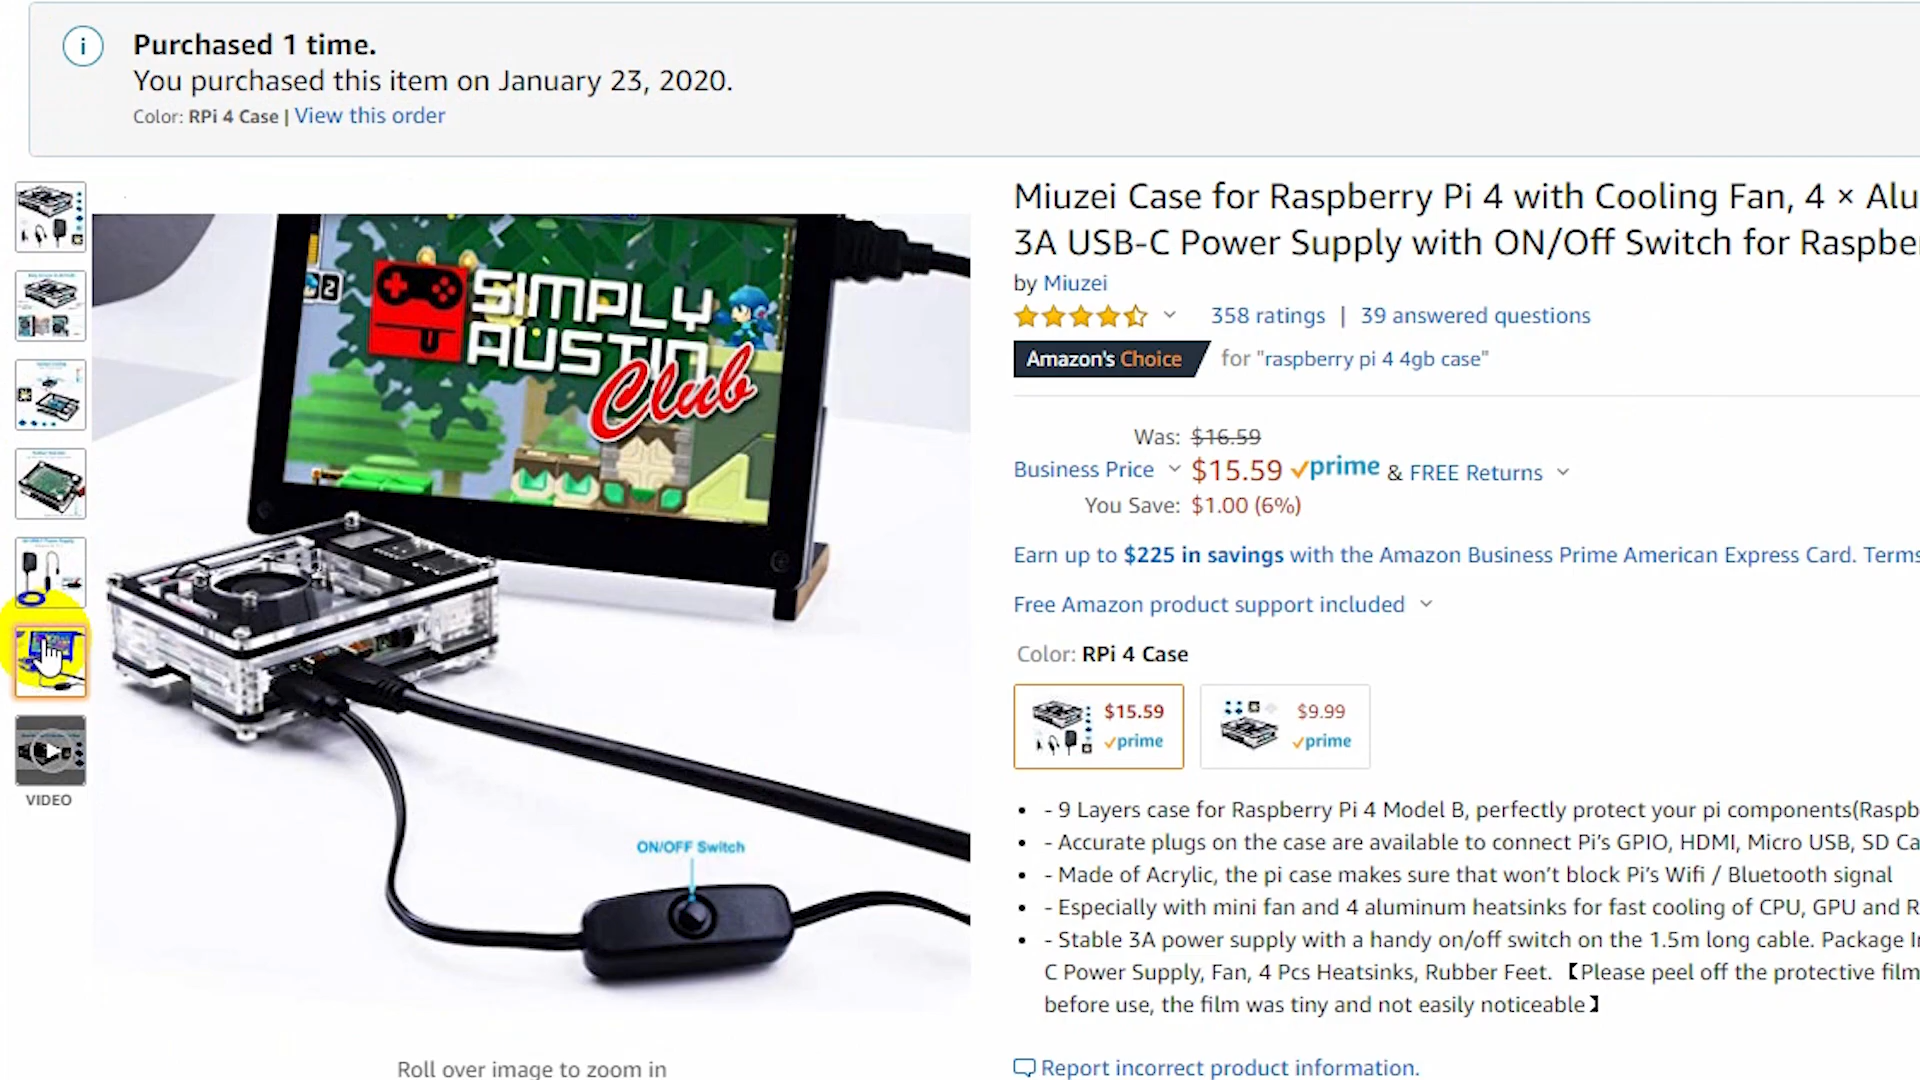 Purchased 1 time.
You purchased this item on January 23, 2020.
Color: RPi 4 Case | View this order
Miuzei Case for Raspberry Pi 4 with Cooling Fan, 4 × Alu
3A USB-C Power Supply with ON/Off Switch for Raspbe
by Miuzei
358 ratings | 39 answered questions
Amazon's Choice for "raspberry pi 4 4gb case"
Was: $16.59
Business Price $15.59 prime & FREE Returns
You Save: $1.00 (6%)
Earn up to $225 in savings with the Amazon Business Prime American Express Card. Terms
Free Amazon product support included
Color: RPi 4 Case
$15.59
prime
$9.99
prime
- 9 Layers case for Raspberry Pi 4 Model B, perfectly protect your pi components(Raspb
- Accurate plugs on the case are available to connect Pi's GPIO, HDMI, Micro USB, SD Ca
- Made of Acrylic, the pi case makes sure that won't block Pi's Wifi / Bluetooth signal
- Especially with mini fan and 4 aluminum heatsinks for fast cooling of CPU, GPU and R
- Stable 3A power supply with a handy on/off switch on the 1.5m long cable. Package I
C Power Supply, Fan, 4 Pcs Heatsinks, Rubber Feet.【Please peel off the protective film
before use, the film was tiny and not easily noticeable】
Report incorrect product information.
2
SIMPLY
AUSTIN
Club
ON/OFF Switch
VIDEO
Roll over image to zoom in